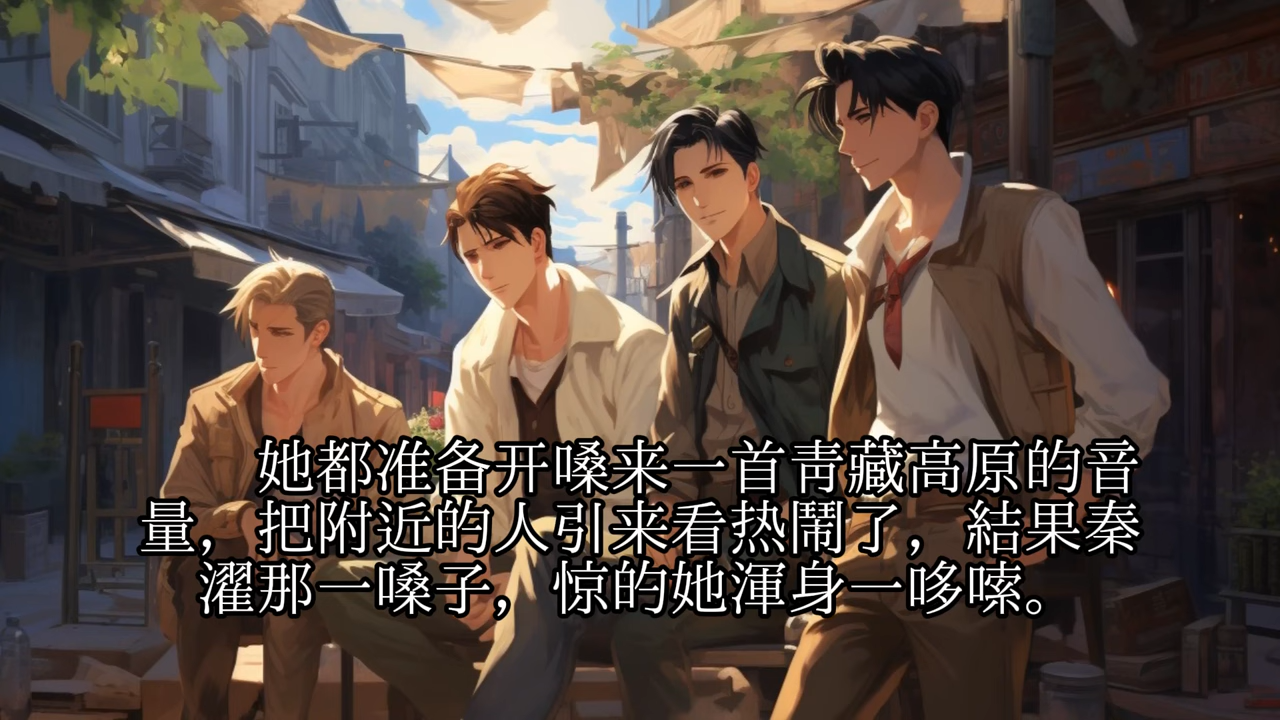 她都准备开嗓来一首靑藏高原的音
量，把附近的人引来看热鬧了，結果秦
濯那一嗓子，惊的她渾身一哆嗦。